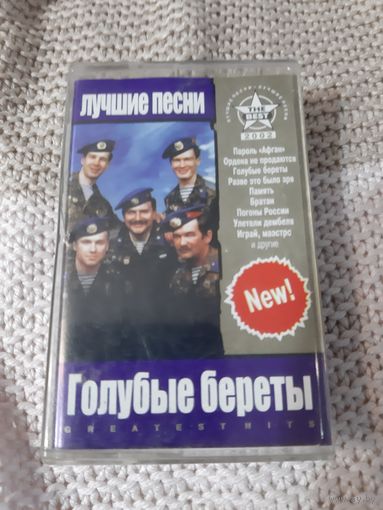 лучшие песни
THE BEST
2002
Пароль «Афган»
Ордена не продаются
Голубые береты
Разве это было зря
Память
Братан
Погоны России
Улетели дембеля
Играй, маэстро
и другие
New!
Голубые береты
GREATEST HITS